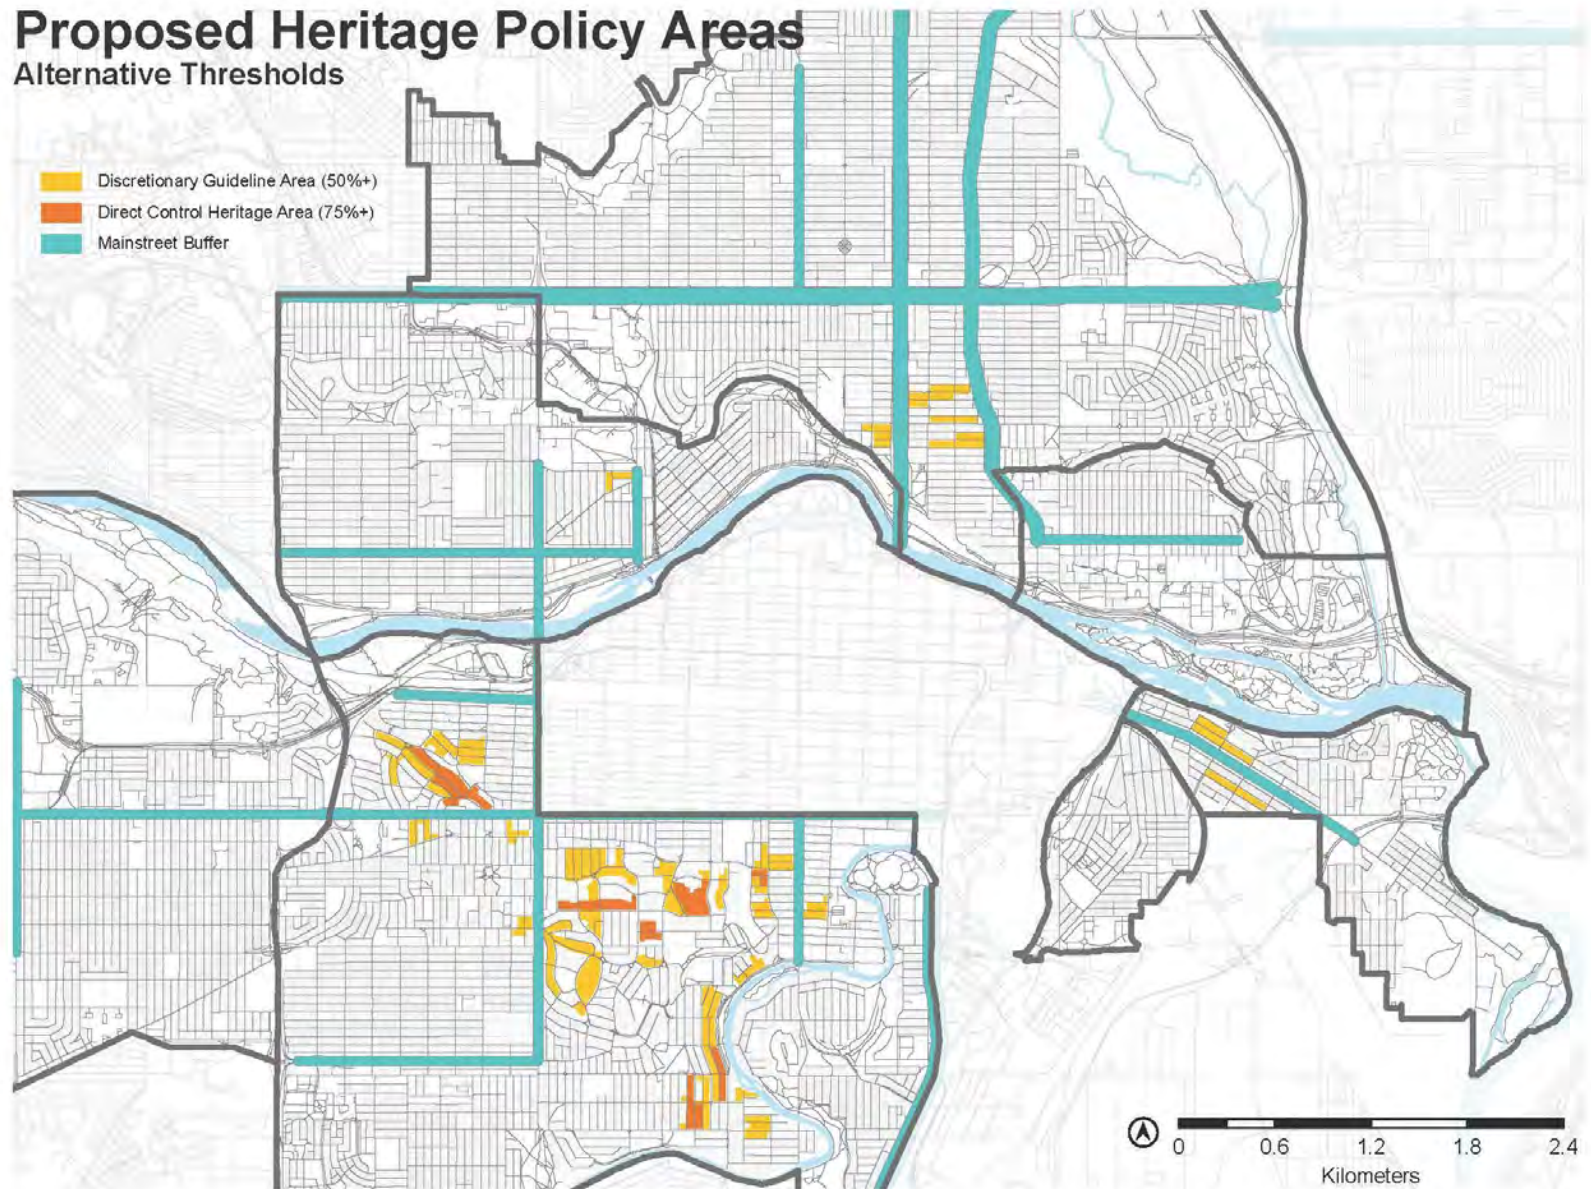 Proposed Heritage Policy Areas
Alternative Thresholds
Discretionary Guideline Area (50%+)
Direct Control Heritage Area (75%+)
Mainstreet Buffer
0 0.6 1.2 1.8 2.4
Kilometers